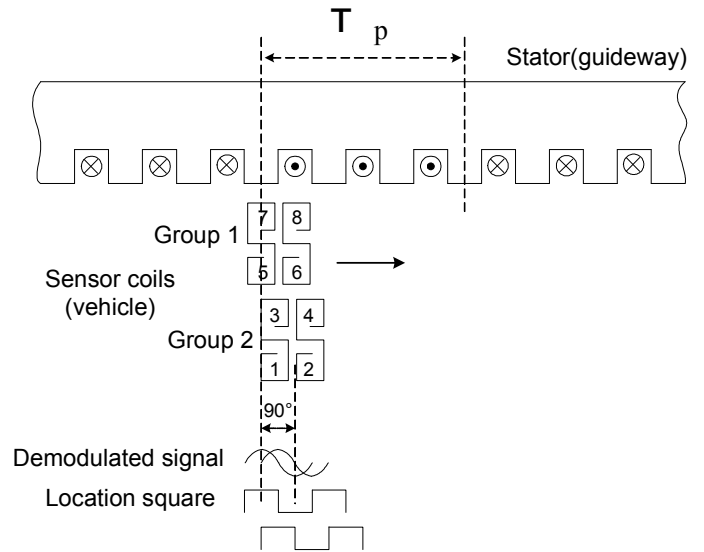 T p
Stator(guideway)
7 8
Group 1
5 6
Sensor coils
(vehicle)
3 4
Group 2
1 2
90°
Demodulated signal
Location square